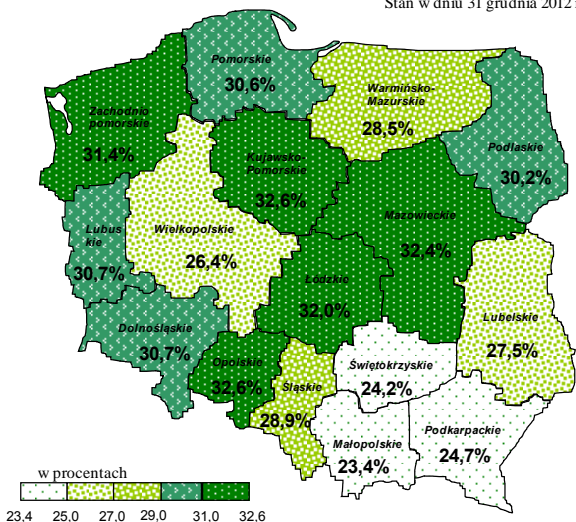 Stan w dniu 31 grudnia 2012 r
Pomorskie
30,6%
Warmińsko-
Mazurskie
28,5%
Zachodnio
pomorskie
31,4%
Podlaskie
30,2%
Kujawsko-
Pomorskie
32,6%
Mazowieckie
32,4%
Lubus
kie
30,7%
Wielkopolskie
26,4%
Łódzkie
32,0%
Lubelskie
27,5%
Dolnośląskie
30,7%
Opolskie
32,6%
Śląskie
28,9%
Świętokrzyskie
24,2%
Małopolskie
23,4%
Podkarpackie
24,7%
w procentach
23,4 25,0 27,0 29,0 31,0 32,6